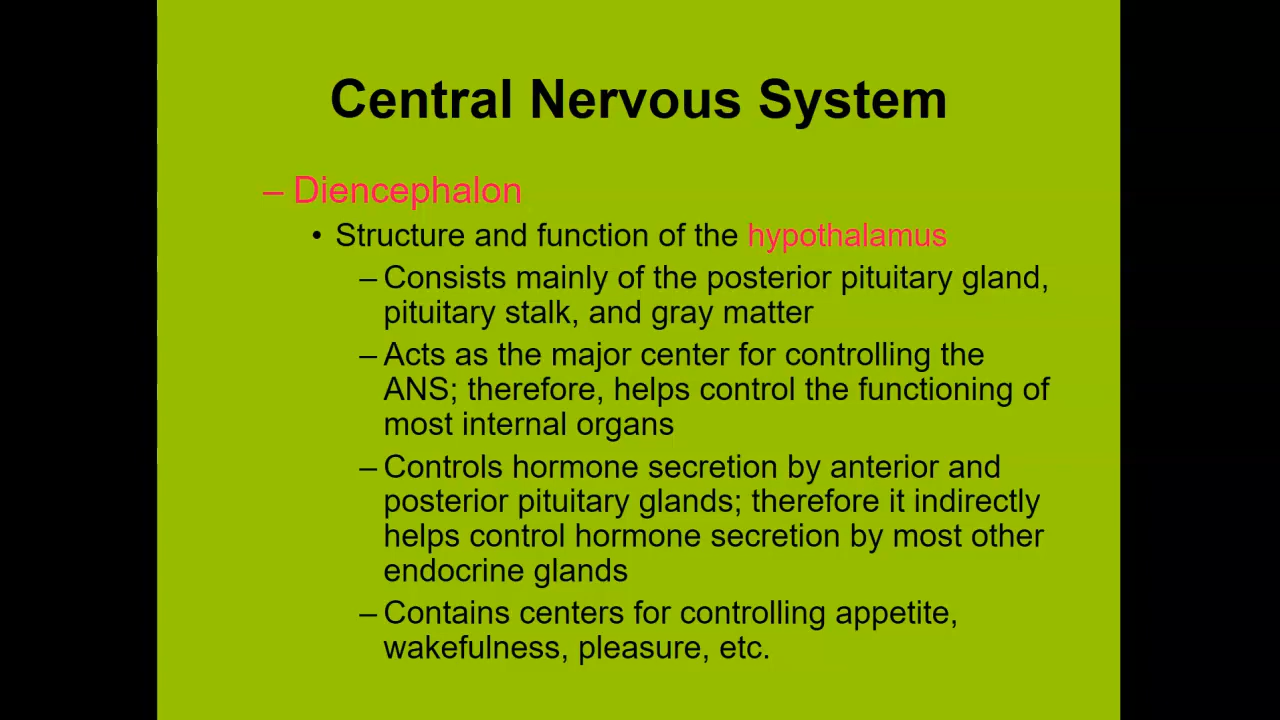 Central Nervous System
– Diencephalon
• Structure and function of the hypothalamus
– Consists mainly of the posterior pituitary gland,
pituitary stalk, and gray matter
– Acts as the major center for controlling the
ANS; therefore, helps control the functioning of
most internal organs
– Controls hormone secretion by anterior and
posterior pituitary glands; therefore it indirectly
helps control hormone secretion by most other
endocrine glands
– Contains centers for controlling appetite,
wakefulness, pleasure, etc.